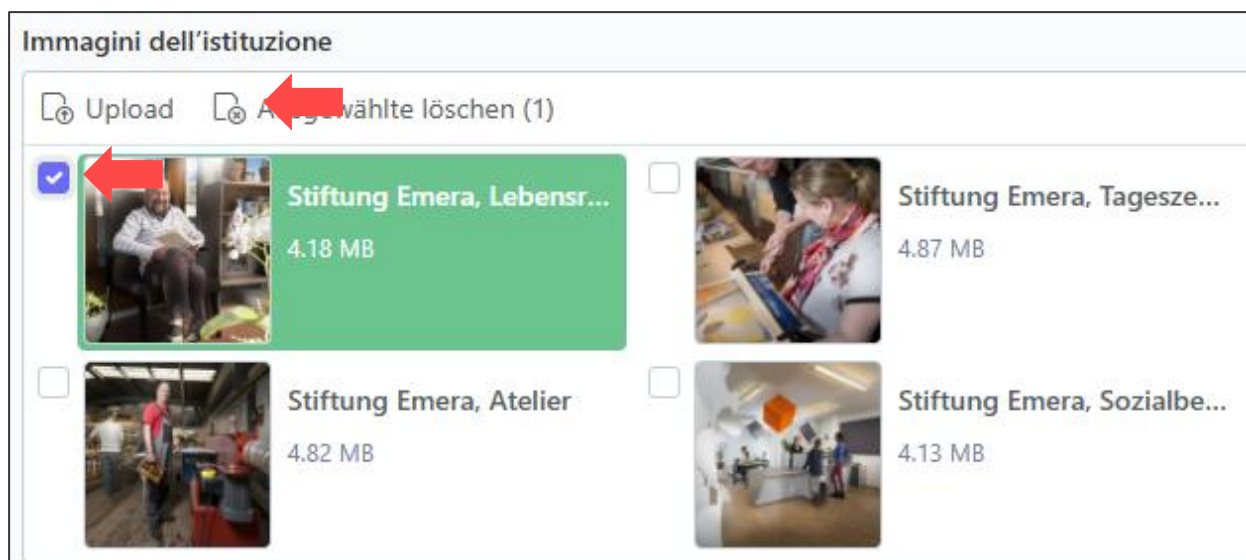 Immagini dell'istituzione
Upload löschen (1)
Stiftung Emera, Lebensr...
4.18 MB
Stiftung Emera, Tagesze...
4.87 MB
Stiftung Emera, Atelier
4.82 MB
Stiftung Emera, Sozialbe...
4.13 MB